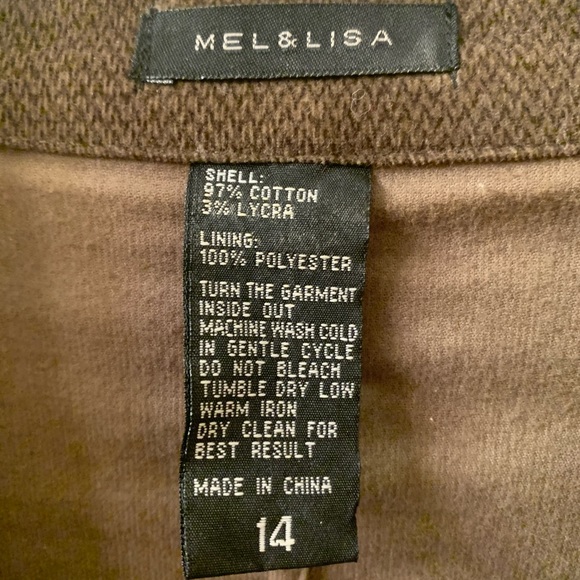 MEL&LISA
SHELL:
97% COTTON
3% LYCRA
LINING:
100% POLYESTER
TURN THE GARMENT
INSIDE OUT
MACHINE WASH COLD
IN GENTLE CYCLE
DO NOT BLEACH
TUMBLE DRY LOW
WARM IRON
DRY CLEAN FOR
BEST RESULT
MADE IN CHINA
14